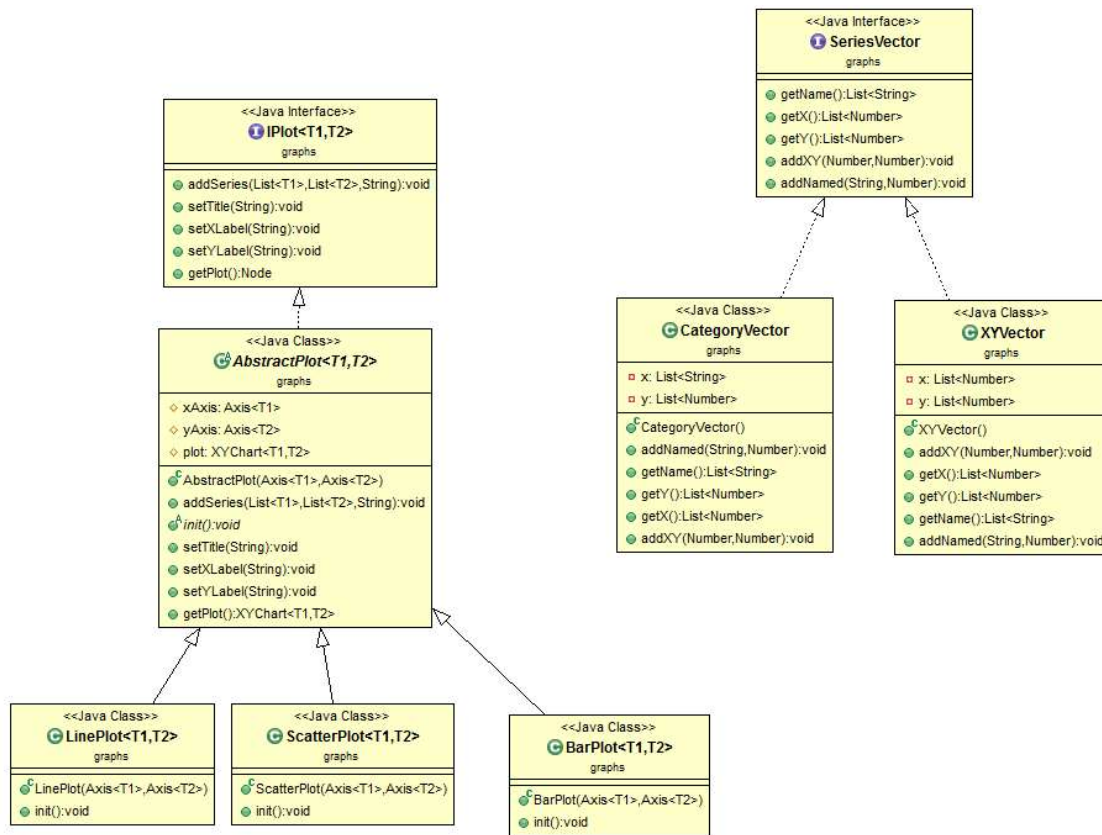 <<Java Interface>>
SeriesVector
graphs
getName():List<String>
getX():List<Number>
getY():List<Number>
addXY(Number,Number):void
addNamed(String,Number):void
<<Java Interface>>
IPlot<T1,T2>
graphs
addSeries(List<T1>,List<T2>,String):void
setTitle(String):void
setXLabel(String):void
setYLabel(String):void
getPlot():Node
<<Java Class>>
CategoryVector
graphs
x: List<String>
y: List<Number>
CategoryVector()
addNamed(String,Number):void
getName():List<String>
getY():List<Number>
getX():List<Number>
addXY(Number,Number):void
<<Java Class>>
XYVector
graphs
x: List<Number>
y: List<Number>
XYVector()
addXY(Number,Number):void
getX():List<Number>
getY():List<Number>
getName():List<String>
addNamed(String,Number):void
<<Java Class>>
AbstractPlot<T1,T2>
graphs
xAxis: Axis<T1>
yAxis: Axis<T2>
plot: XYChart<T1,T2>
AbstractPlot(Axis<T1>,Axis<T2>)
addSeries(List<T1>,List<T2>,String):void
init():void
setTitle(String):void
setXLabel(String):void
setYLabel(String):void
getPlot():XYChart<T1,T2>
<<Java Class>>
LinePlot<T1,T2>
graphs
LinePlot(Axis<T1>,Axis<T2>)
init():void
<<Java Class>>
ScatterPlot<T1,T2>
graphs
ScatterPlot(Axis<T1>,Axis<T2>)
init():void
<<Java Class>>
BarPlot<T1,T2>
graphs
BarPlot(Axis<T1>,Axis<T2>)
init():void